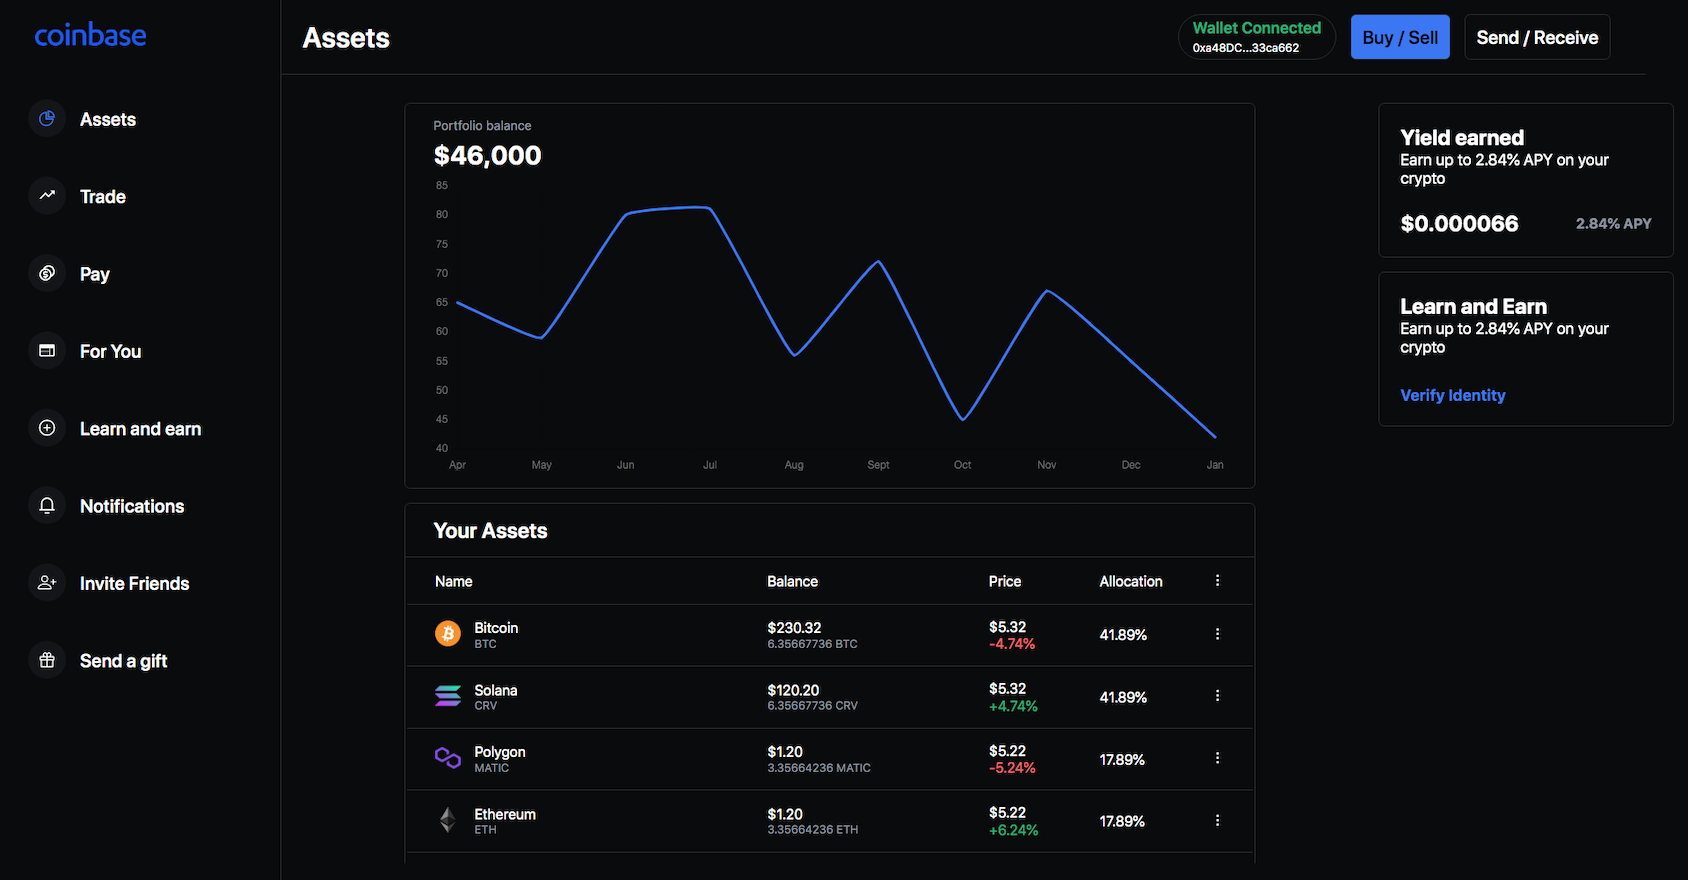 coinbase
Assets
Wallet Connected
0xa48DC...33ca662
Buy / Sell
Send / Receive
Assets
Trade
Pay
For You
Learn and earn
Notifications
Invite Friends
Send a gift
Portfolio balance
$46,000
85
80
75
70
65
60
55
50
45
40
Apr May Jun Jul Aug Sept Oct Nov Dec Jan
Yield earned
Earn up to 2.84% APY on your
crypto
$0.000066 2.84% APY
Learn and Earn
Earn up to 2.84% APY on your
crypto
Verify Identity
Your Assets
Name Balance Price Allocation
Bitcoin $230.32 $5.32 41.89%
BTC 6.35667736 BTC -4.74%
Solana $120.20 $5.32 41.89%
CRV 6.35667736 CRV +4.74%
Polygon $1.20 $5.22 17.89%
MATIC 3.35664236 MATIC -5.24%
Ethereum $1.20 $5.22 17.89%
ETH 3.35664236 ETH +6.24%